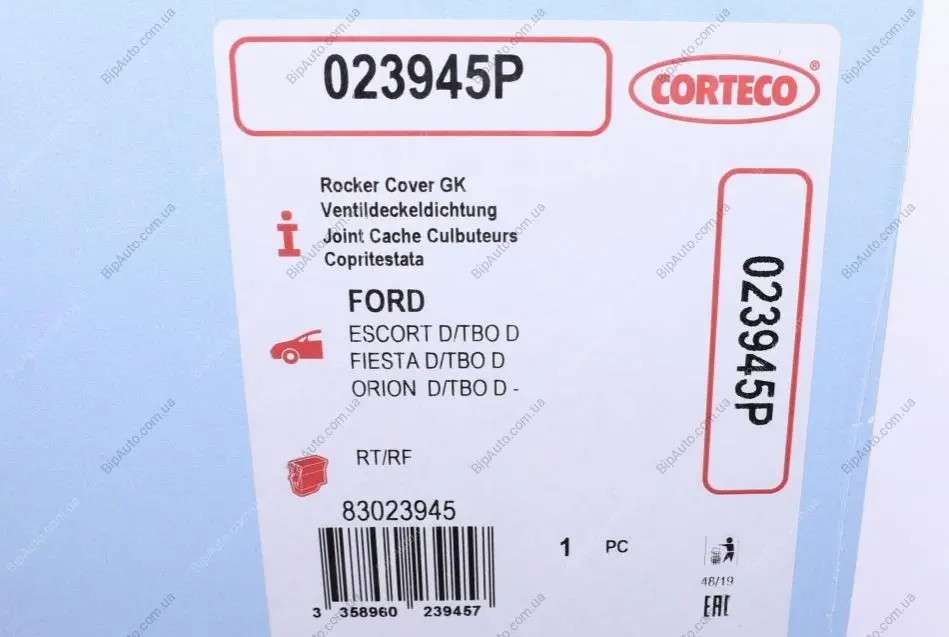 023945P
CORTECO®
Rocker Cover GK
Ventildeckeldichtung
Joint Cache Culbuteurs
Copritestata
FORD
ESCORT D/TBO D
FIESTA D/TBO D
ORION D/TBO D -
RT/RF
83023945
3 358960 239457
1 PC
023945P
48/19
EAC
BipAuto.com.ua